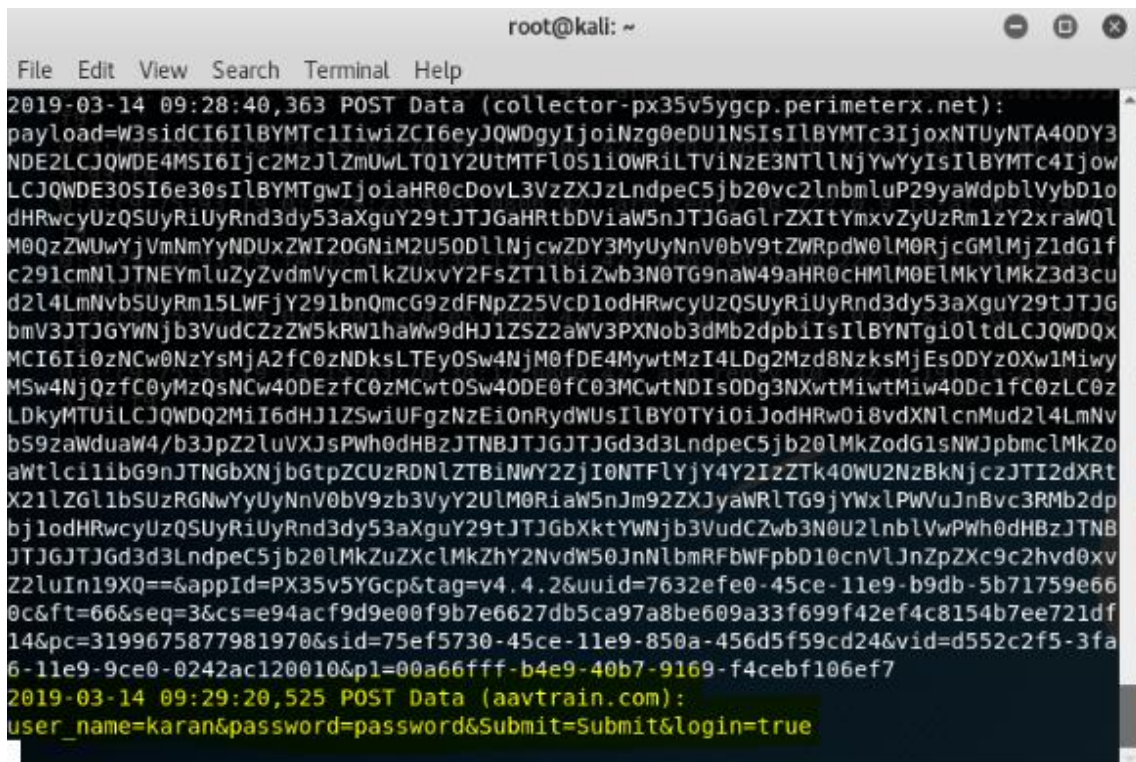 root@kali: ~
File Edit View Search Terminal Help
2019-03-14 09:28:40,363 POST Data (collector-px35v5ygcp.perimeterx.net):
payload=W3sidCI6IlBYMTc1IiwiZCI6eyJQWDgyIjoiNzg0eDU1NSIsIlBYMTc3IjoxNTUyNTA4ODY3
NDE2LCJQWDE4MSI6Ijc2MzJlZmUwLTQ1Y2UtMTFlOS1iOWRiLTViNzE3NTllNjYwYyIsIlBYMTc4Ijow
LCJQWDE3OSI6e30sIlBYMTgwIjoiaHR0cDovL3VzZXJzLndpeC5jb20vc2lnbmluP29yaWdpblVybD1o
dHRwcyUzQSUyRiUyRnd3dy53aXguY29tJTJGaHRtbDViaW5nJTJGaGlrZXItYmxvZyUzRm1zY2xraWQl
M0QzZWUwYjVmNmYyNDUxZWI2OGNiM2U5ODllNjcwZDY3MyUyNnV0bV9tZWRpdW0lM0RjcGMlMjZ1dG1f
c291cmNlJTNEYmluZyZvdmVycmlkZUxvY2FsZT1lbiZwb3N0TG9naW49aHR0cHMlM0ElMkYlMkZ3d3cu
d2l4LmNvbSUyRm15LWFjY291bnQmcG9zdFNpZ25VcD1odHRwcyUzQSUyRiUyRnd3dy53aXguY29tJTJG
bmV3JTJGYWNjb3VudCZzZW5kRW1haWw9dHJ1ZSZ2aWV3PXNob3dMb2dpbiIsIlBYNTgiOltdLCJQWDQx
MCI6Ii0zNCw0NzYsMjA2fC0zNDksLTEyOSw4NjM0fDE4MywtMzI4LDg2Mzd8NzksMjEsODYzOXw1Miwy
MSw4NjQzfC0yMzQsNCw4ODEzfC0zMCwtOSw4ODE0fC03MCwtNDIsODg3NXwtMiwtMiw4ODc1fC0zLC0z
LDkyMTUiLCJQWDQ2MiI6dHJ1ZSwiUFgzNzEiOnRydWUsIlBYOTYiOiJodHRwOi8vdXNlcnMud2l4LmNv
bS9zaWduaW4/b3JpZ2luVXJsPWh0dHBzJTNBJTJGJTJGd3d3LndpeC5jb20lMkZodG1sNWJpbmclMkZo
aWtlci1ibG9nJTNGbXNjbGtpZCUzRDNlZTBiNWY2ZjI0NTFlYjY4Y2IzZTk4OWU2NzBkNjczJTI2dXRt
X21lZGl1bSUzRGNwYyUyNnV0bV9zb3VyY2UlM0RiaW5nJm92ZXJyaWRlTG9jYWxlPWVuJnBvc3RMb2dp
bj1odHRwcyUzQSUyRiUyRnd3dy53aXguY29tJTJGbXktYWNjb3VudCZwb3N0U2lnblVwPWh0dHBzJTNB
JTJGJTJGd3d3LndpeC5jb20lMkZuZXclMkZhY2NvdW50JnNlbmRFbWFpbD10cnVlJnZpZXc9c2hvd0xv
Z2luIn19XQ==&appId=PX35v5YGcp&tag=v4.4.2&uuid=7632efe0-45ce-11e9-b9db-5b71759e66
0c&ft=66&seq=3&cs=e94acf9d9e00f9b7e6627db5ca97a8be609a33f699f42ef4c8154b7ee721df
14&pc=3199675877981970&sid=75ef5730-45ce-11e9-850a-456d5f59cd24&vid=d552c2f5-3fa
6-11e9-9ce0-0242ac120010&p1=00a66fff-b4e9-40b7-9169-f4cebf106ef7
2019-03-14 09:29:20,525 POST Data (aavtrain.com):
user_name=karan&password=password&Submit=Submit&login=true